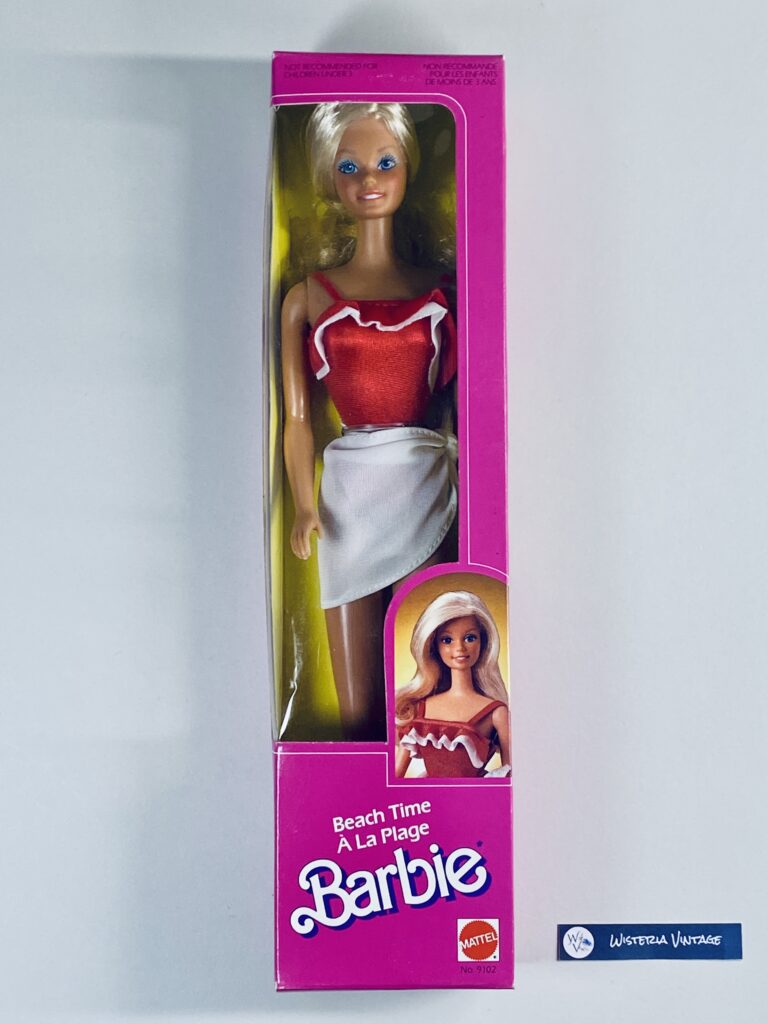 NOT RECOMMENDED FOR
CHILDREN UNDER 3
NON RECOMMANDÉ
POUR LES ENFANTS
DE MOINS DE 3 ANS
Beach Time
À La Plage
Barbie
MATTEL
No. 9102
WV
Wisteria Vintage